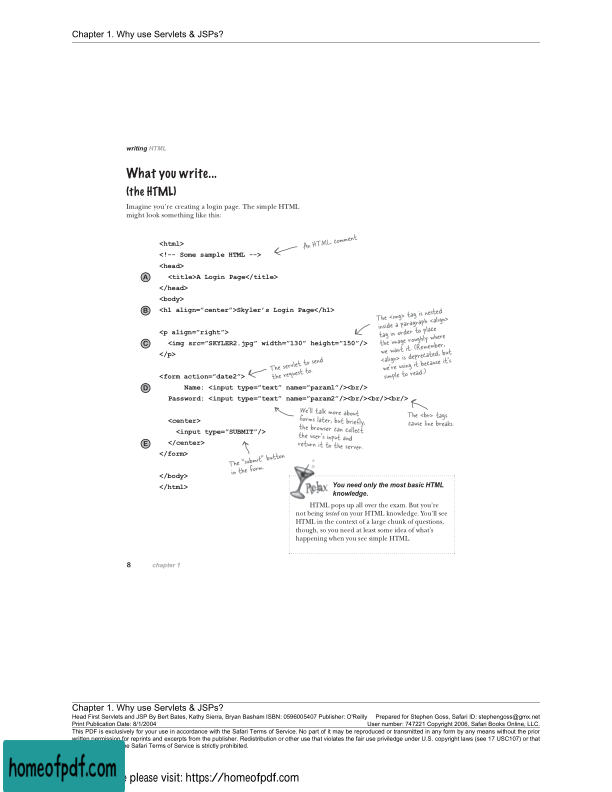 Chapter 1. Why use Servlets & JSPs?
writing HTML
What you write...
(the HTML)
Imagine you're creating a login page. The simple HTML
might look something like this:
<html>
An HTML comment
<!-- Some sample HTML -->
<head>
A
<title>A Login Page</title>
</head>
<body>
B
<h1 align="center">Skyler's Login Page</h1>
<p align="right">
C
<img src="SKYLER2.jpg" width="130" height="150"/>
</p>
The <img> tag is nested
inside a paragraph <align>
tag in order to place
the image roughly where
we want it. (Remember,
<align> is deprecated, but
we're using it because it's
simple to read.)
<form action="date2">
The servlet to send
the request to.
D
Name: <input type="text" name="param1"/><br/>
Password: <input type="text" name="param2"/><br/><br/><br/>
We'll talk more about
forms later, but briefly,
the browser can collect
the user's input and
return it to the server.
The <br> tags
cause line breaks.
<center>
<input type="SUBMIT"/>
E
</center>
</form>
The "submit" button
in the form.
</body>
</html>
Relax
You need only the most basic HTML
knowledge.
HTML pops up all over the exam. But you're
not being tested on your HTML knowledge. You'll see
HTML in the context of a large chunk of questions,
though, so you need at least some idea of what's
happening when you see simple HTML.
8 chapter 1
Chapter 1. Why use Servlets & JSPs?
Head First Servlets and JSP By Bert Bates, Kathy Sierra, Bryan Basham ISBN: 0596005407 Publisher: O'Reilly Prepared for Stephen Goss, Safari ID: stephengoss@gmx.net
Print Publication Date: 8/1/2004 User number: 747221 Copyright 2006, Safari Books Online, LLC.
This PDF is exclusively for your use in accordance with the Safari Terms of Service. No part of it may be reproduced or transmitted in any form by any means without the prior
written permission for reprints and excerpts from the publisher. Redistribution or other use that violates the fair use priviledge under U.S. copyright laws (see 17 USC107) or that
Safari Terms of Service is strictly prohibited.
homeofpdf.com
please visit: https://homeofpdf.com